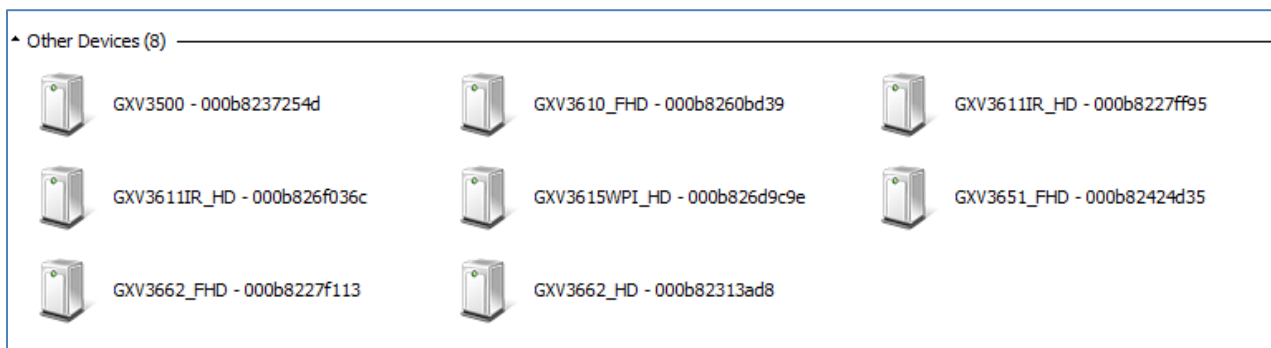 Other Devices (8)
GXV3500 - 000b8237254d
GXV3610_FHD - 000b8260bd39
GXV3611IR_HD - 000b8227ff95
GXV3611IR_HD - 000b826f036c
GXV3615WPI_HD - 000b826d9c9e
GXV3651_FHD - 000b82424d35
GXV3662_FHD - 000b8227f113
GXV3662_HD - 000b82313ad8